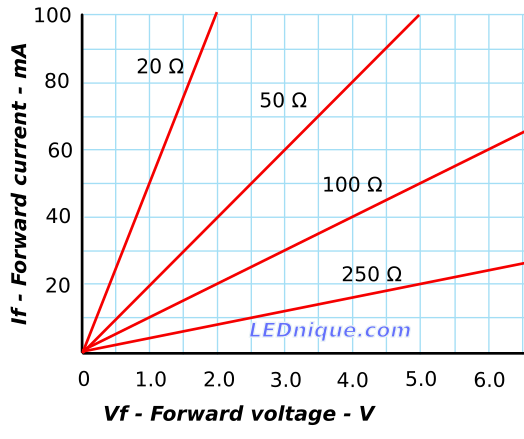 100
20 Ω
80
50 Ω
60
100 Ω
40
250 Ω
20
LEDnique.com
0 1.0 2.0 3.0 4.0 5.0 6.0
Vf - Forward voltage - V
If - Forward current - mA